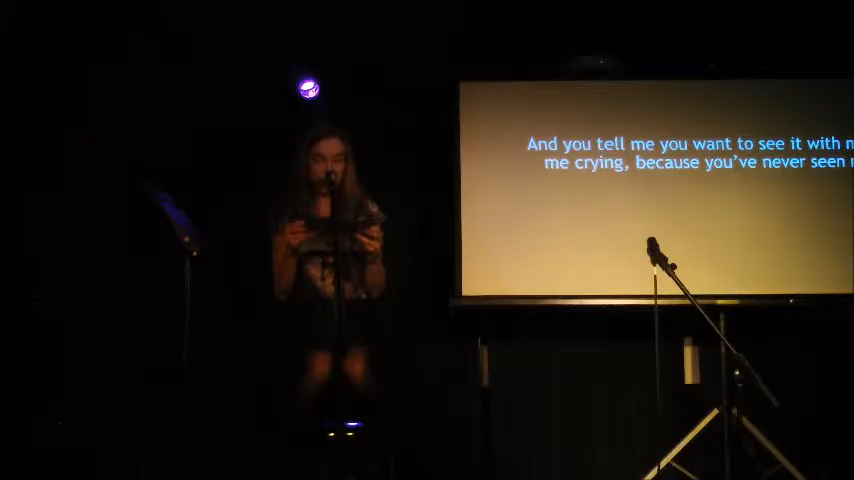 And you tell me you want to see it with
me crying, because you've never seen